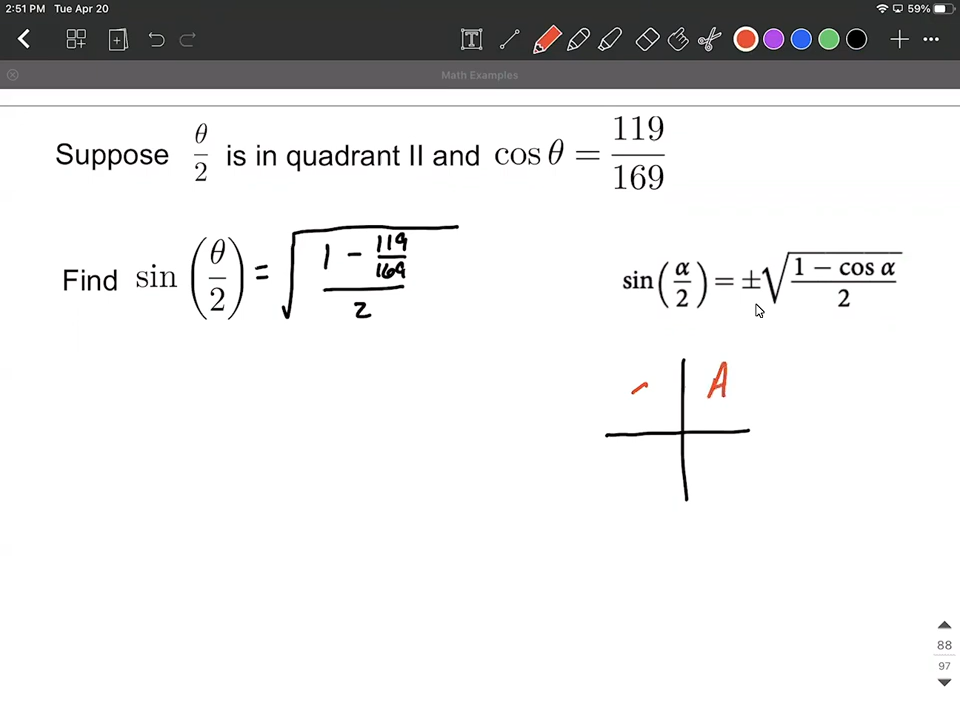 2:51 PM Tue Apr 20
59%
T
Math Examples
Suppose θ/2 is in quadrant II and cos θ = 119/169
Find sin(θ/2) = √((1 - 119/169)/2)
sin(α/2) = ±√((1 − cos α)/2)
A
88
97